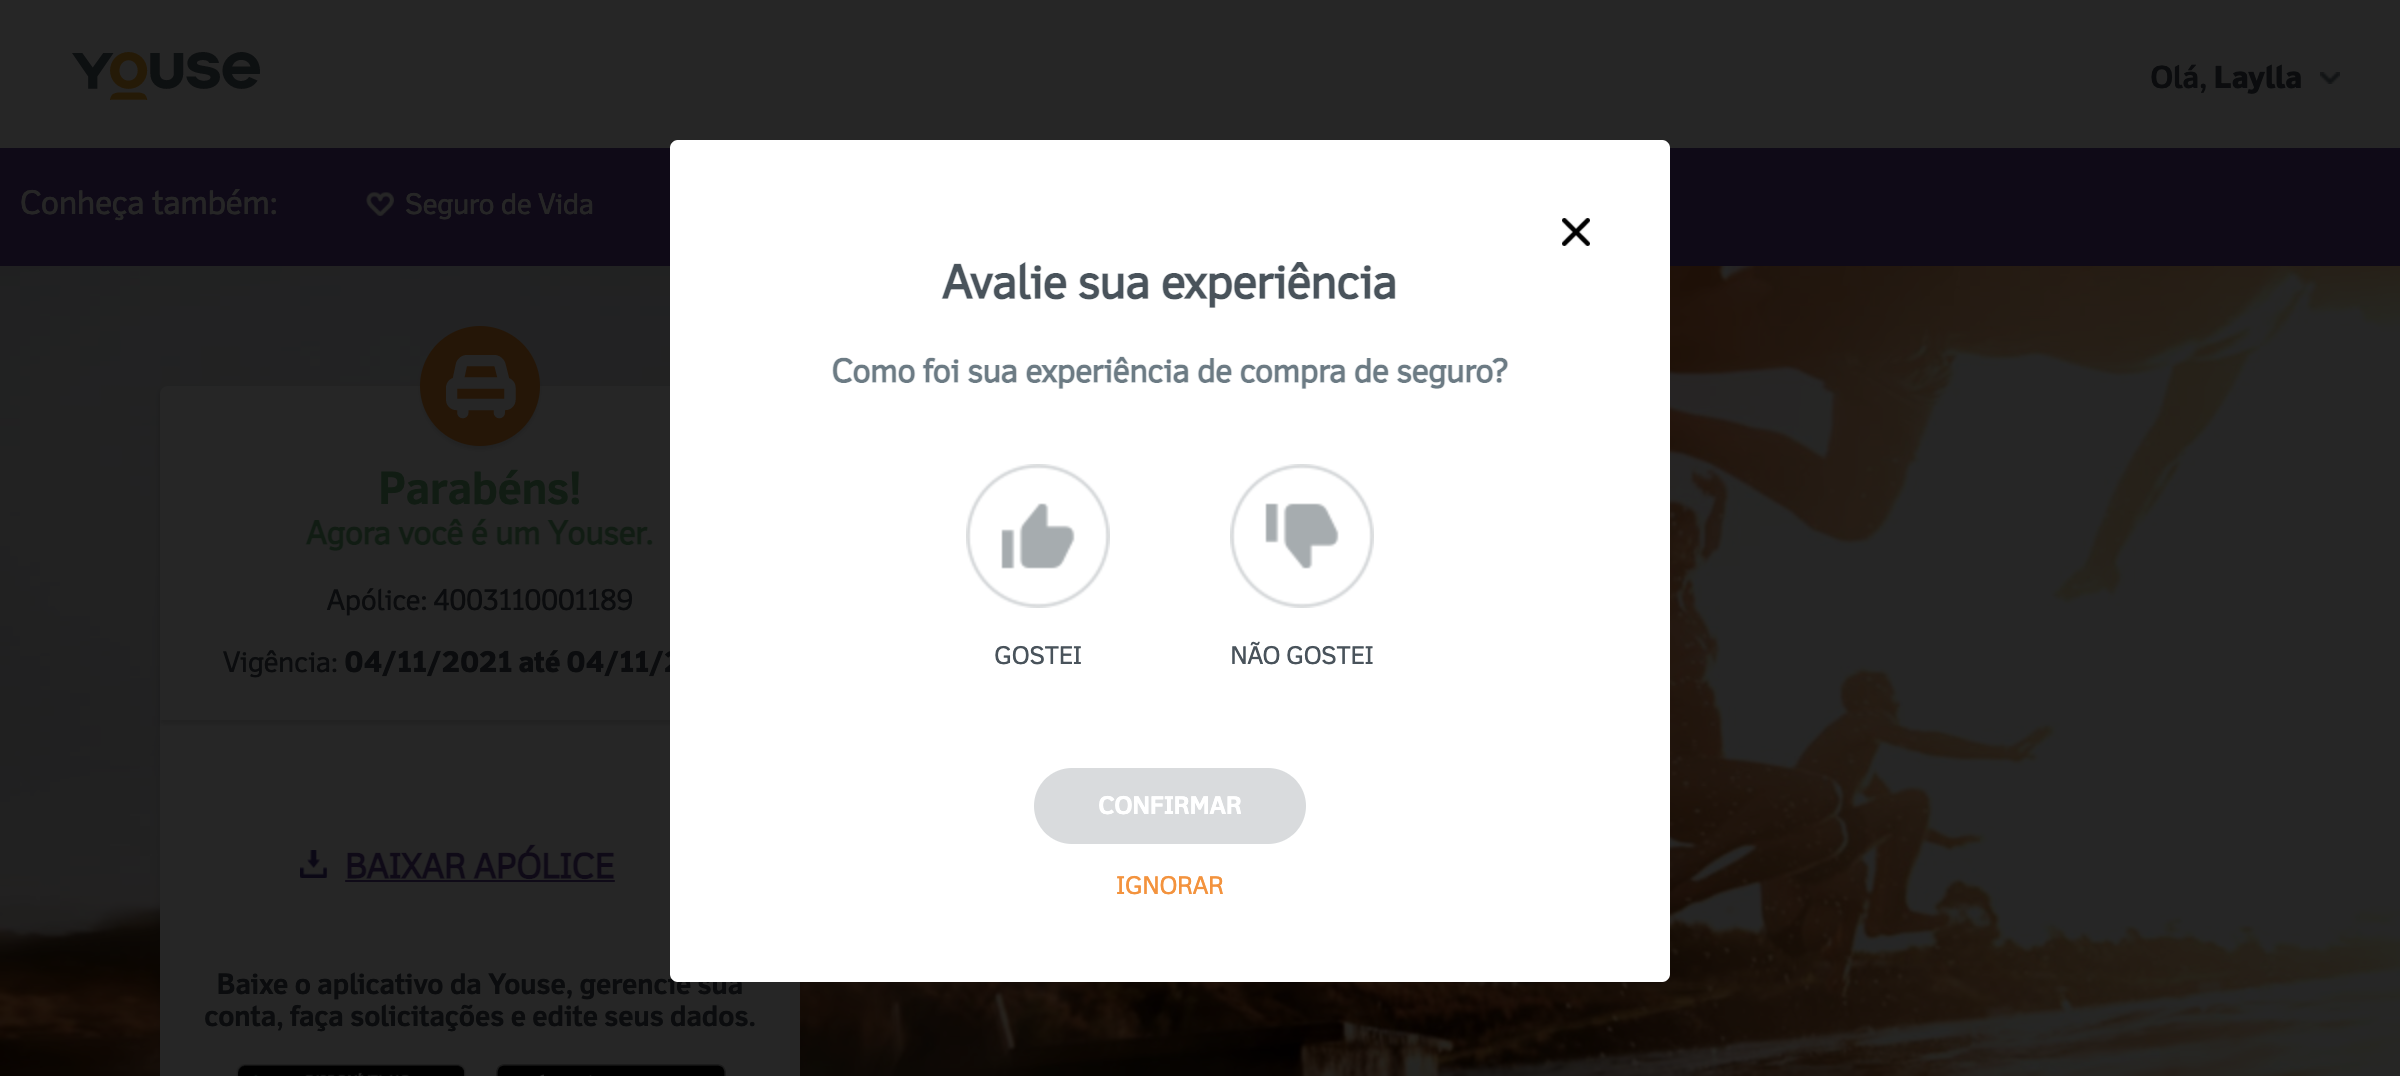 Youse
Olá, Laylla
Conheça também:
Seguro de Vida
Avalie sua experiência
Como foi sua experiência de compra de seguro?
GOSTEI
NÃO GOSTEI
CONFIRMAR
IGNORAR
Parabéns!
Agora você é um Youser.
Apólice: 4003110001189
Vigência: 04/11/2021 até 04/11/
BAIXAR APÓLICE
Baixe o aplicativo da Youse, gerencie sua
conta, faça solicitações e edite seus dados.